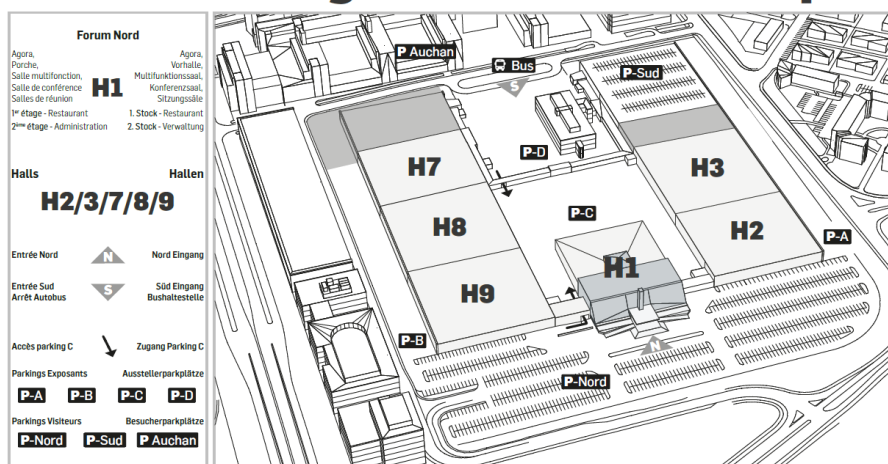 Forum Nord
Agora,
Porche,
Salle multifonction,
Salle de conférence
Salles de réunion
H1
Agora,
Vorhalle,
Multifunktionssaal,
Konferenzsaal,
Sitzungssäle
1er étage - Restaurant
1. Stock - Restaurant
2ème étage - Administration
2. Stock - Verwaltung
Halls
Hallen
H2/3/7/8/9
Entrée Nord
N
Nord Eingang
Entrée Sud
Arrêt Autobus
S
Süd Eingang
Bushaltestelle
Accès parking C
Zugang Parking C
Parkings Exposants
Ausstellerparkplätze
P-A
P-B
P-C
P-D
Parkings Visiteurs
Besucherparkplätze
P-Nord
P-Sud
P Auchan
P Auchan
Bus
S
P-Sud
P-D
H7
H3
P-C
H8
H2
P-A
H1
H9
P-B
N
P-Nord